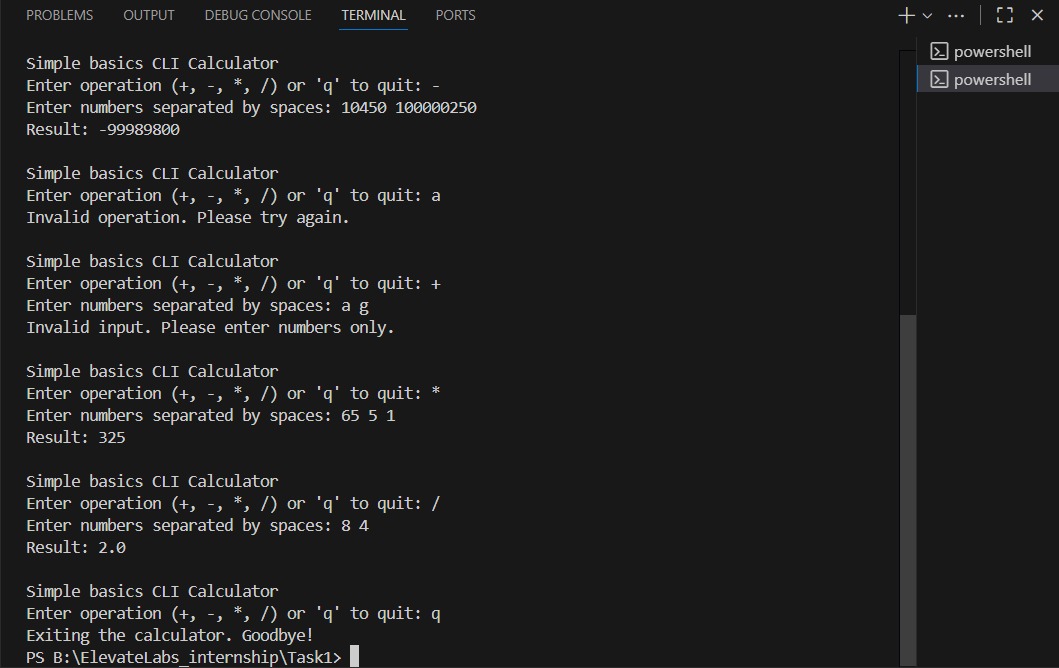 PROBLEMS OUTPUT DEBUG CONSOLE TERMINAL PORTS
powershell
powershell
Simple basics CLI Calculator
Enter operation (+, -, *, /) or 'q' to quit: -
Enter numbers separated by spaces: 10450 100000250
Result: -99989800
Simple basics CLI Calculator
Enter operation (+, -, *, /) or 'q' to quit: a
Invalid operation. Please try again.
Simple basics CLI Calculator
Enter operation (+, -, *, /) or 'q' to quit: +
Enter numbers separated by spaces: a g
Invalid input. Please enter numbers only.
Simple basics CLI Calculator
Enter operation (+, -, *, /) or 'q' to quit: *
Enter numbers separated by spaces: 65 5 1
Result: 325
Simple basics CLI Calculator
Enter operation (+, -, *, /) or 'q' to quit: /
Enter numbers separated by spaces: 8 4
Result: 2.0
Simple basics CLI Calculator
Enter operation (+, -, *, /) or 'q' to quit: q
Exiting the calculator. Goodbye!
PS B:\ElevateLabs_internship\Task1>